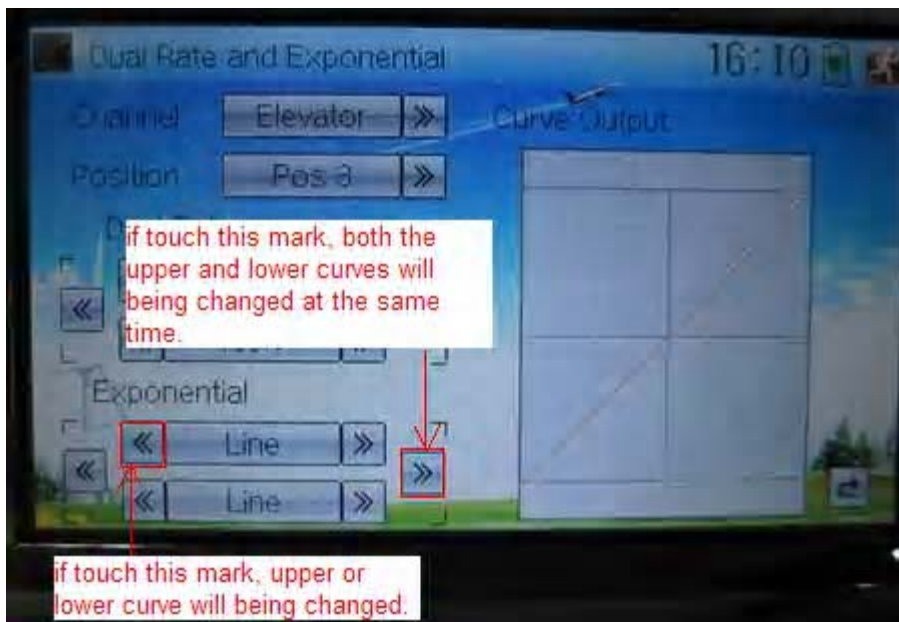 Dual Rate and Exponential 16:10
Channel Elevator » Curve Output
Position Pos 3 »
if touch this mark, both the
upper and lower curves will
being changed at the same
time.
«
»
Exponential
« Line »
« »
« Line »
if touch this mark, upper or
lower curve will being changed.